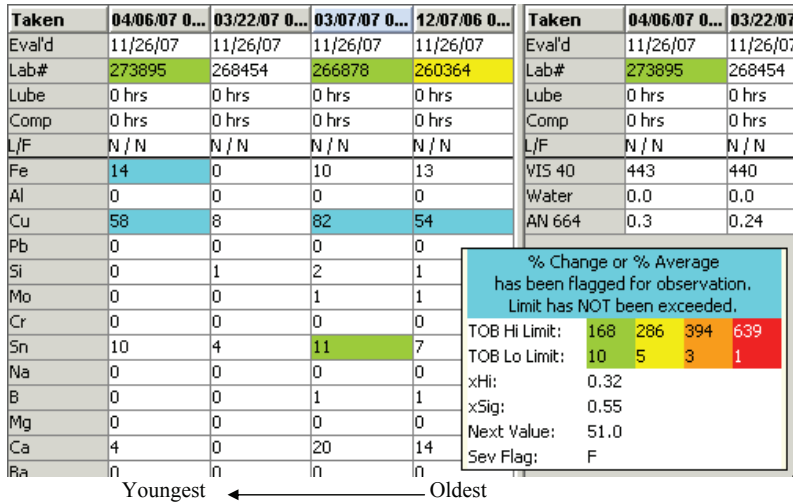 Taken 04/06/07 0... 03/22/07 0... 03/07/07 0... 12/07/06 0...
Eval'd 11/26/07 11/26/07 11/26/07 11/26/07
Lab# 273895 268454 266878 260364
Lube 0 hrs 0 hrs 0 hrs 0 hrs
Comp 0 hrs 0 hrs 0 hrs 0 hrs
L/F N / N N / N N / N N / N
Fe 14 0 10 13
Al 0 0 0 0
Cu 58 8 82 54
Pb 0 0 0 0
Si 0 1 2 1
Mo 0 0 1 1
Cr 0 0 0 0
Sn 10 4 11 7
Na 0 0 0 0
B 0 0 1 1
Mg 0 0 0 0
Ca 4 0 20 14
Ba 0 0 0 0
Taken 04/06/07 0... 03/22/07
Eval'd 11/26/07 11/26/07
Lab# 273895 268454
Lube 0 hrs 0 hrs
Comp 0 hrs 0 hrs
L/F N / N N / N
VIS 40 443 440
Water 0.0 0.0
AN 664 0.3 0.24
% Change or % Average
has been flagged for observation.
Limit has NOT been exceeded.
TOB Hi Limit: 168 286 394 639
TOB Lo Limit: 10 5 3 1
xHi: 0.32
xSig: 0.55
Next Value: 51.0
Sev Flag: F
Youngest Oldest